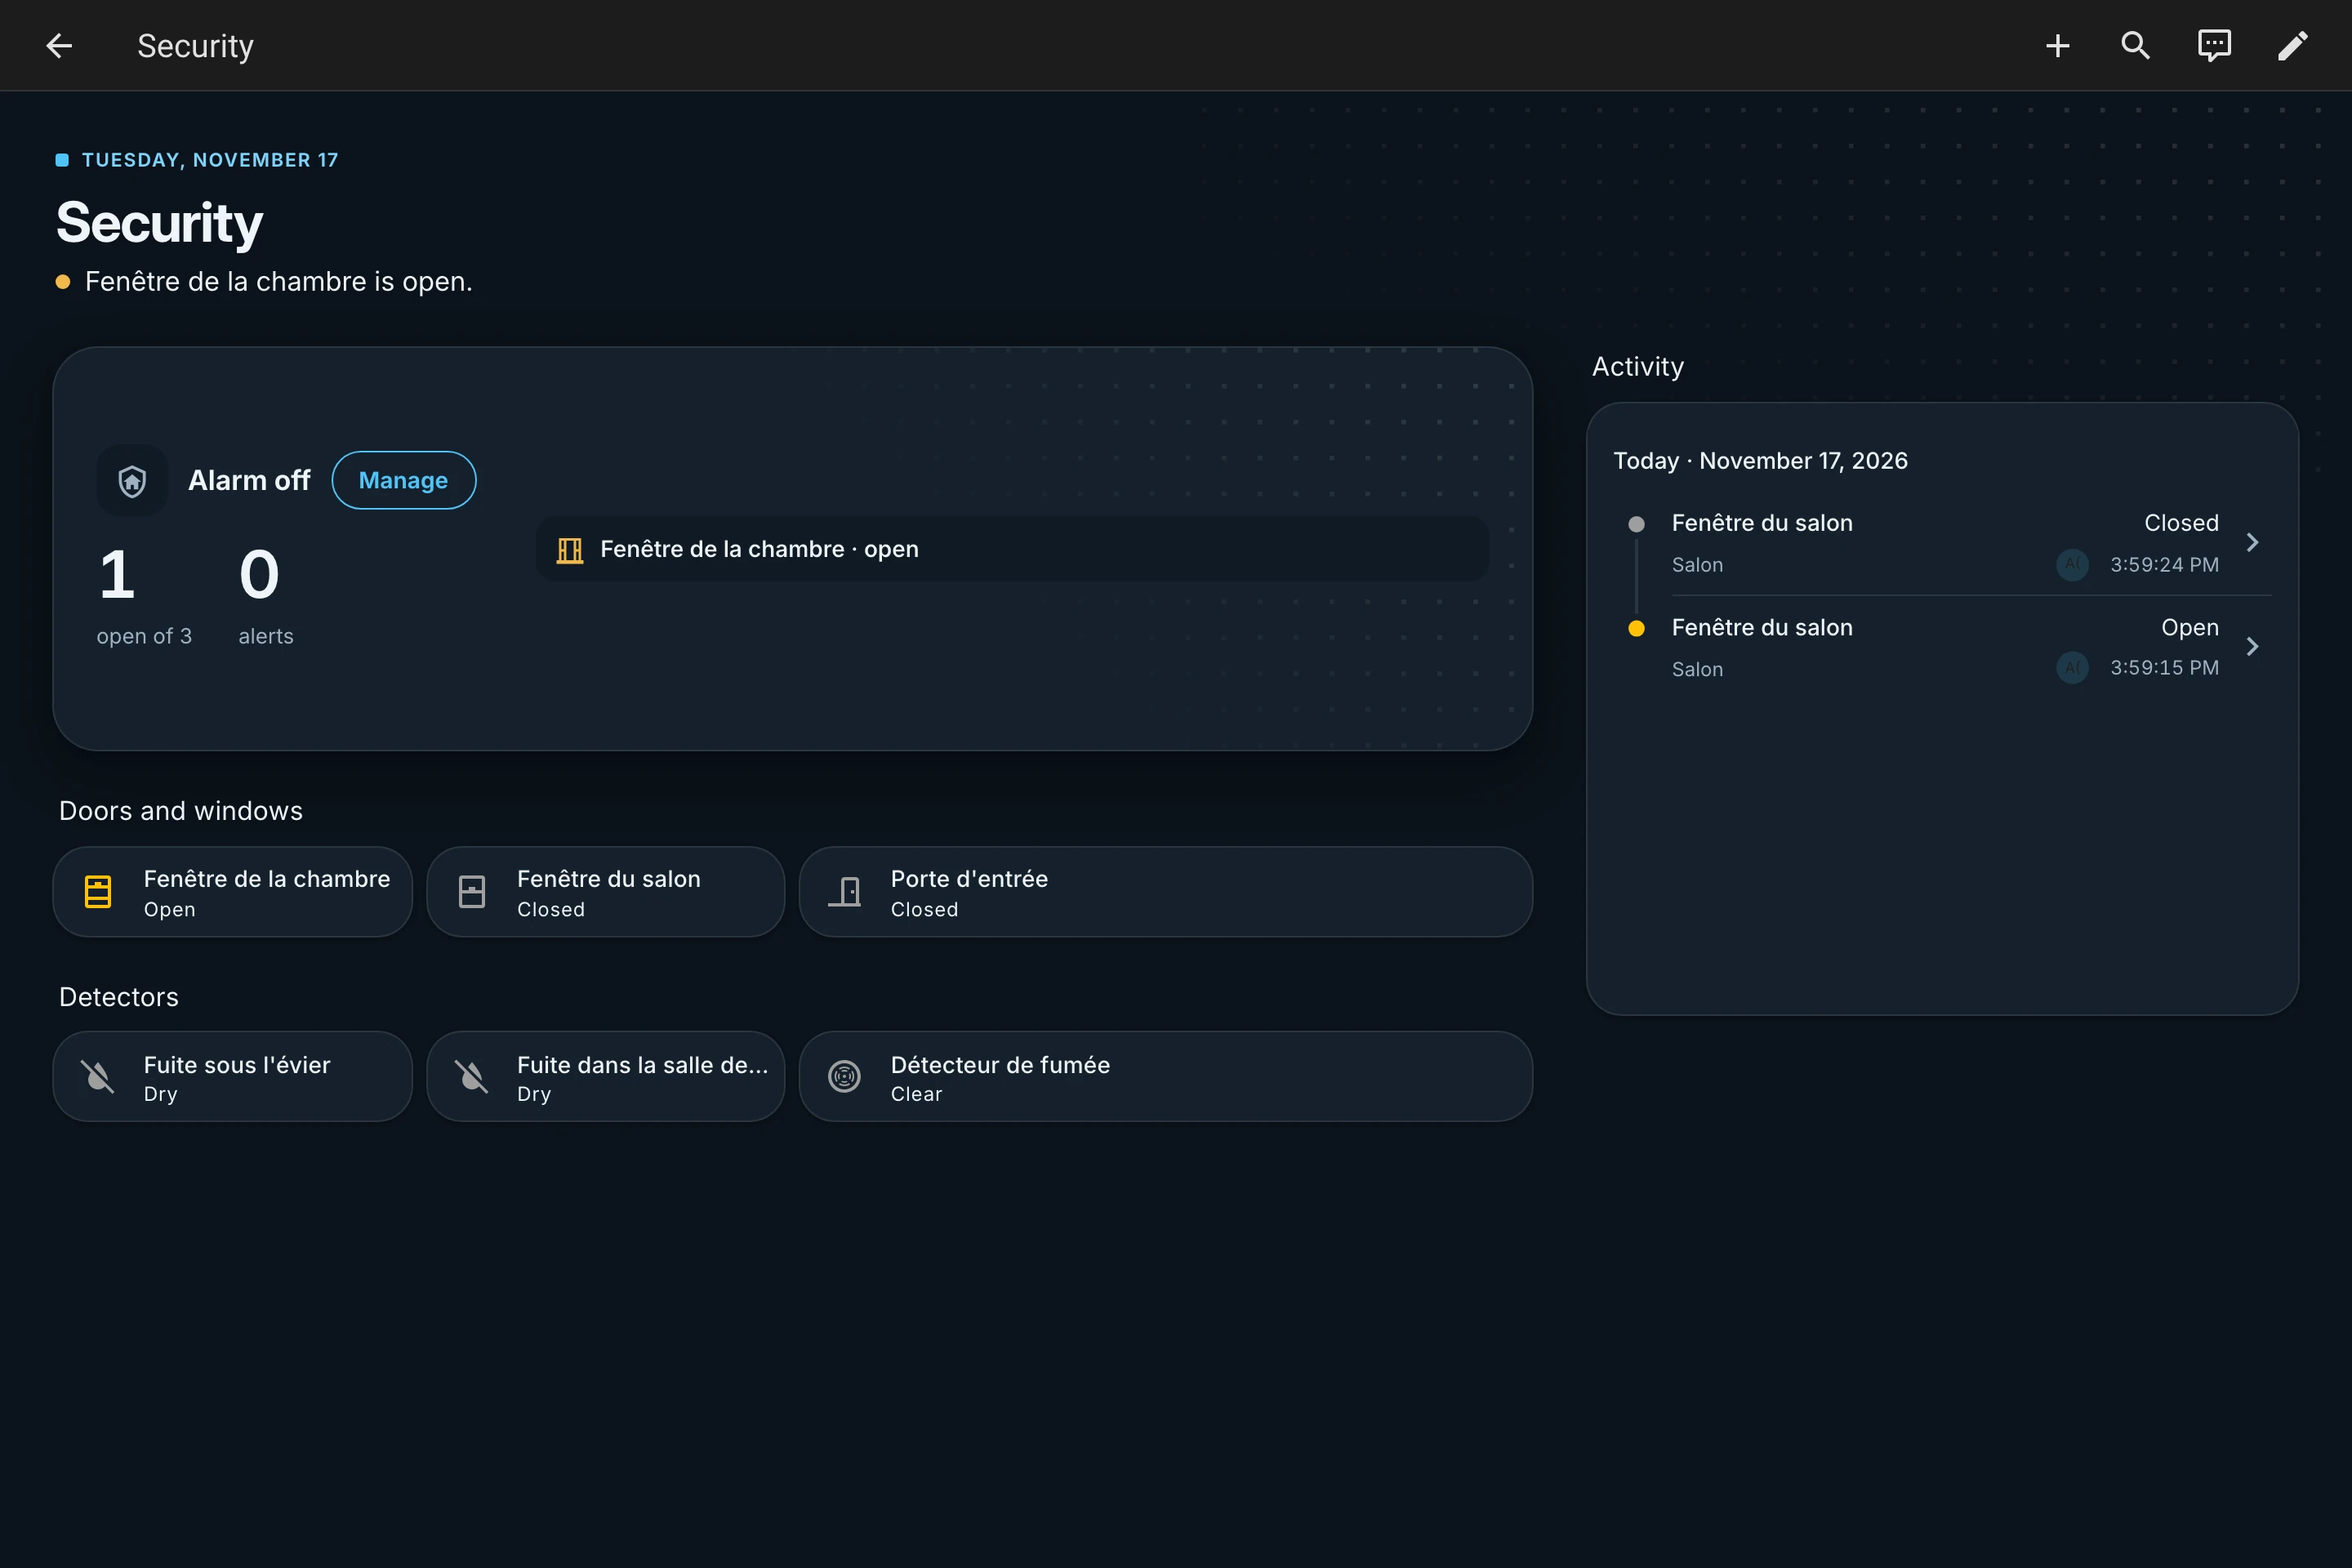 Security
TUESDAY, NOVEMBER 17
Security
Fenêtre de la chambre is open.
Alarm off
Manage
1
open of 3
0
alerts
Fenêtre de la chambre · open
Doors and windows
Fenêtre de la chambre
Open
Fenêtre du salon
Closed
Porte d'entrée
Closed
Detectors
Fuite sous l'évier
Dry
Fuite dans la salle de...
Dry
Détecteur de fumée
Clear
Activity
Today · November 17, 2026
Fenêtre du salon
Closed
Salon
A(
3:59:24 PM
Fenêtre du salon
Open
Salon
A(
3:59:15 PM